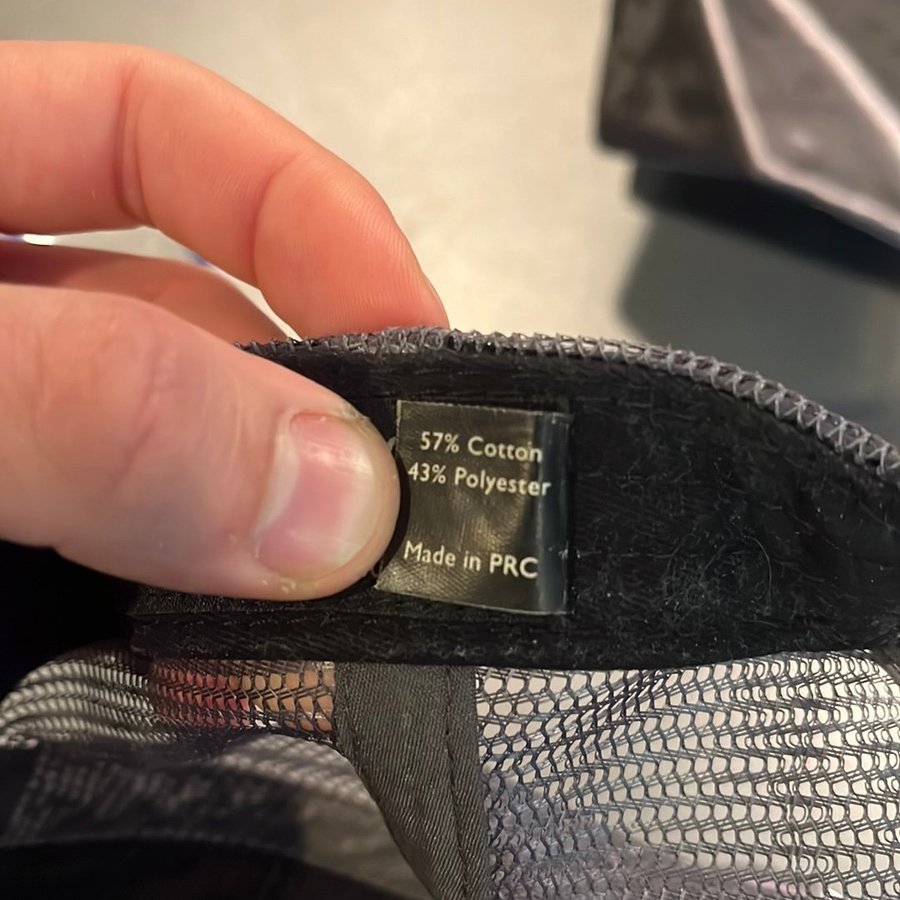 57% Cotton
43% Polyester
Made in PRC